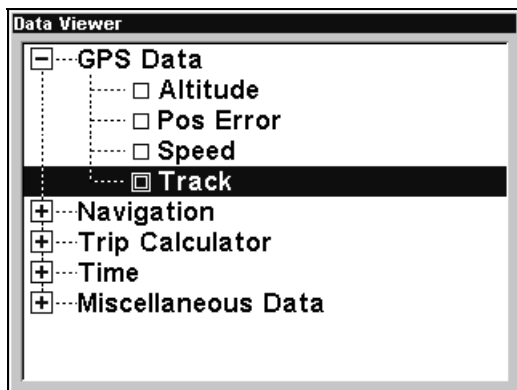 Data Viewer
GPS Data
Altitude
Pos Error
Speed
Track
Navigation
Trip Calculator
Time
Miscellaneous Data